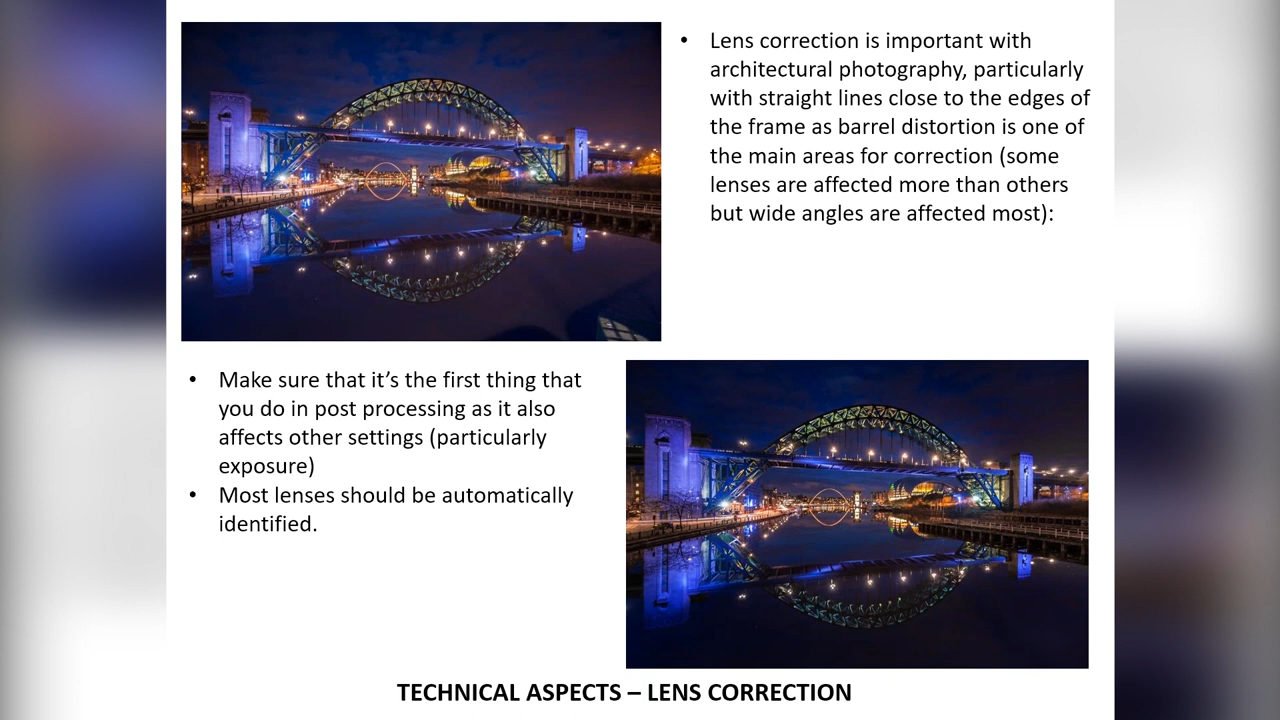 • Lens correction is important with
architectural photography, particularly
with straight lines close to the edges of
the frame as barrel distortion is one of
the main areas for correction (some
lenses are affected more than others
but wide angles are affected most):
• Make sure that it’s the first thing that
you do in post processing as it also
affects other settings (particularly
exposure)
• Most lenses should be automatically
identified.
TECHNICAL ASPECTS – LENS CORRECTION